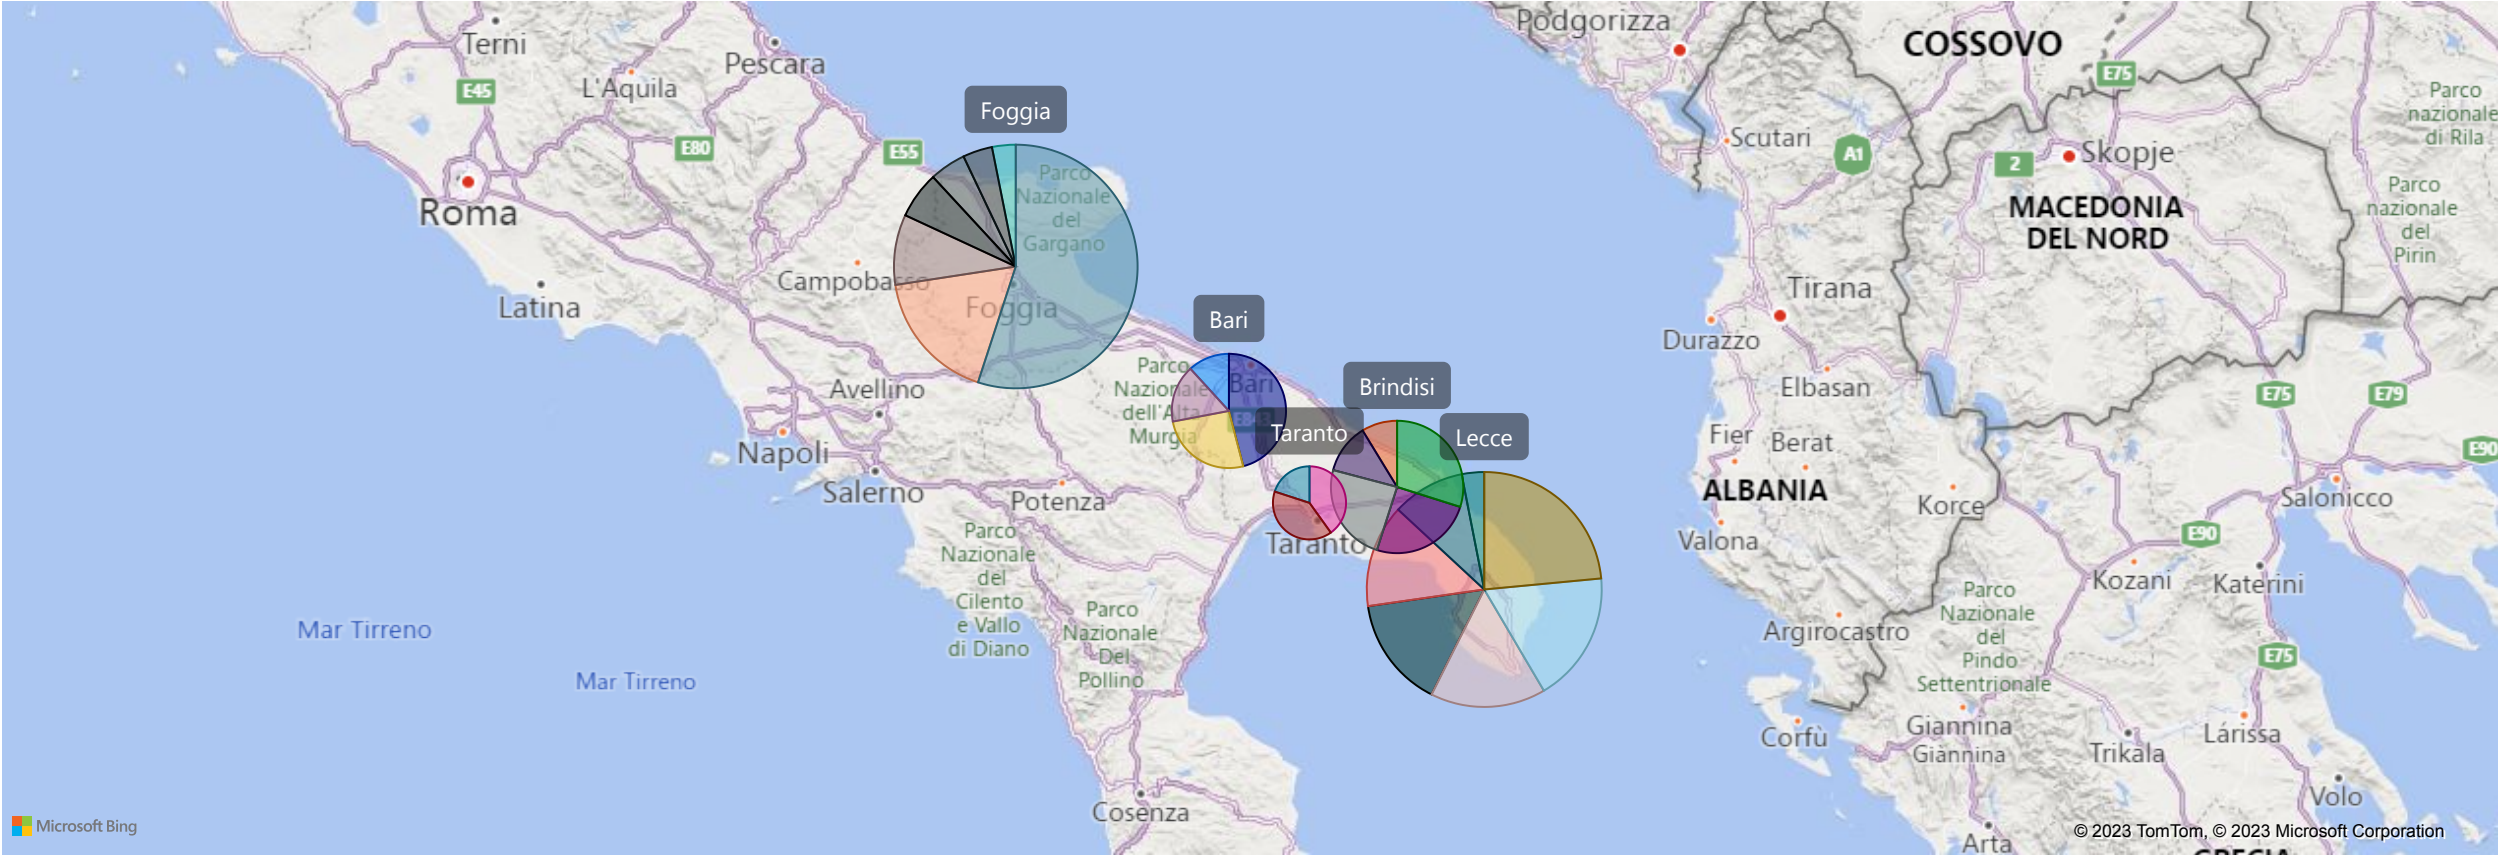 Podgorizza
Terni
COSSOVO
Pescara
E75
L'Aquila
E45
Parco
nazionale
di Rila
Foggia
Scutari
E80
E55
A1
2
Skopje
Parco
Nazionale
del
Gargano
Parco
nazionale
del
Pirin
Roma
MACEDONIA
DEL NORD
Campobasso
Tirana
Latina
Foggia
Bari
Durazzo
Parco
Nazionale
dell'Alta
Murgia
Bari
Brindisi
Elbasan
Avellino
E75
E79
Taranto
Lecce
Fier
Berat
Napoli
E90
Salerno
Potenza
ALBANIA
Korce
Salonicco
Parco
Nazionale
del
Cilento
e Vallo
di Diano
Taranto
Valona
E90
Kozani
Katerini
Parco
Nazionale
Del
Pollino
Parco
Nazionale
del
Pindo
Settentrionale
Mar Tirreno
Argirocastro
E75
Mar Tirreno
Giannina
Giànnina
Corfù
Trikala
Lárissa
Cosenza
Volo
Microsoft Bing
© 2023 TomTom, © 2023 Microsoft Corporation
Arta
GRECIA